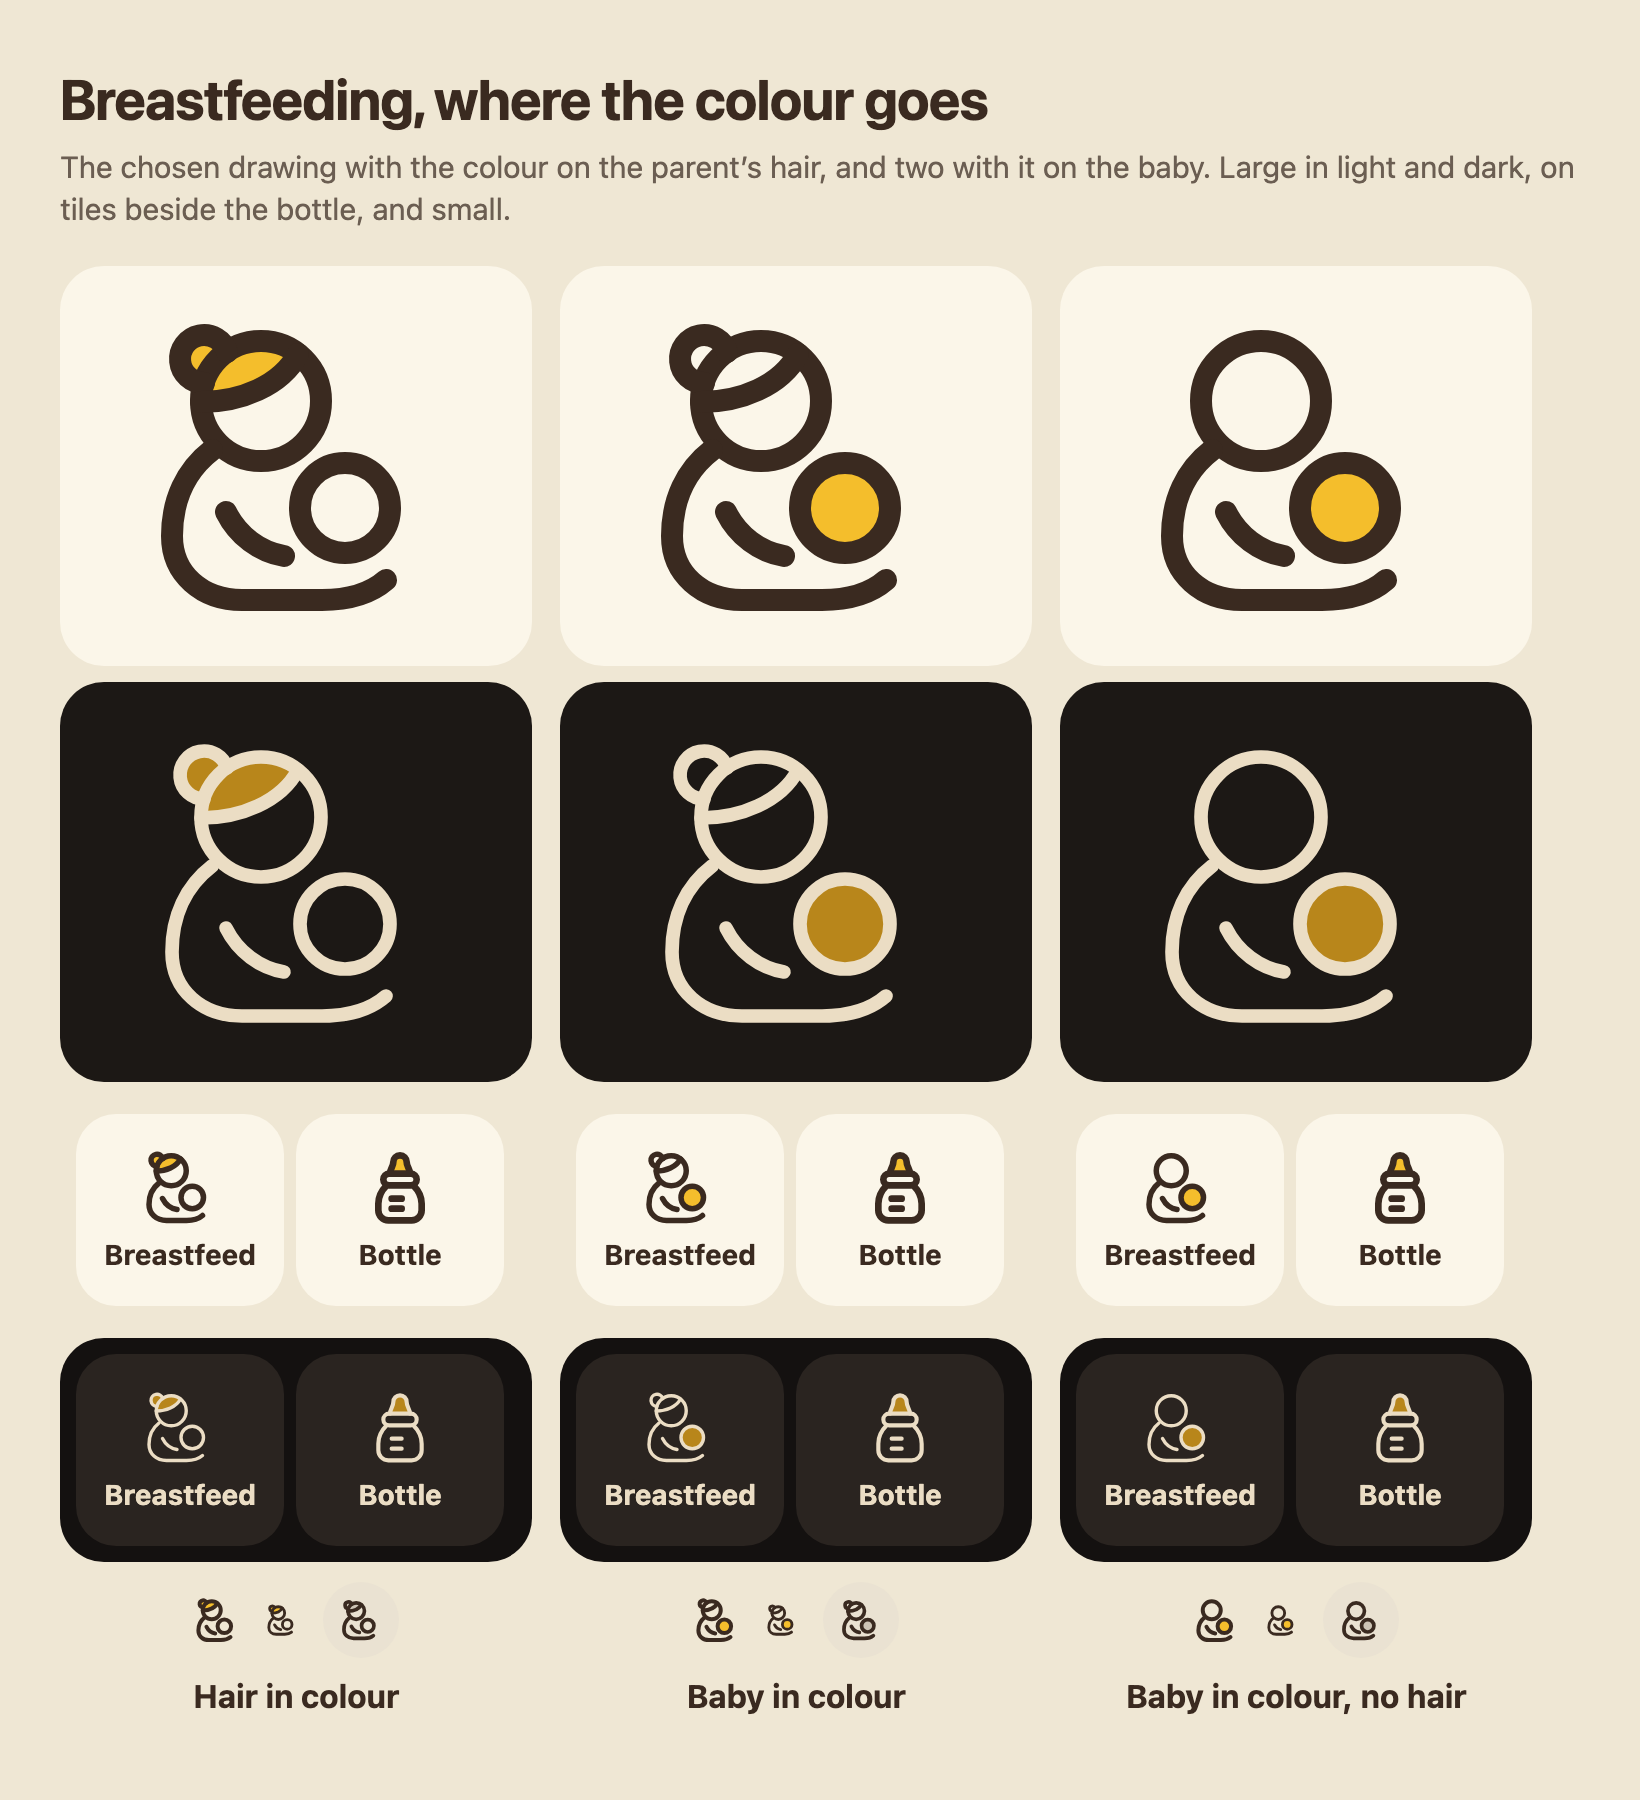 Breastfeeding, where the colour goes
The chosen drawing with the colour on the parent’s hair, and two with it on the baby. Large in light and dark, on
tiles beside the bottle, and small.
Breastfeed Bottle Breastfeed Bottle Breastfeed Bottle
Breastfeed Bottle Breastfeed Bottle Breastfeed Bottle
Hair in colour Baby in colour Baby in colour, no hair